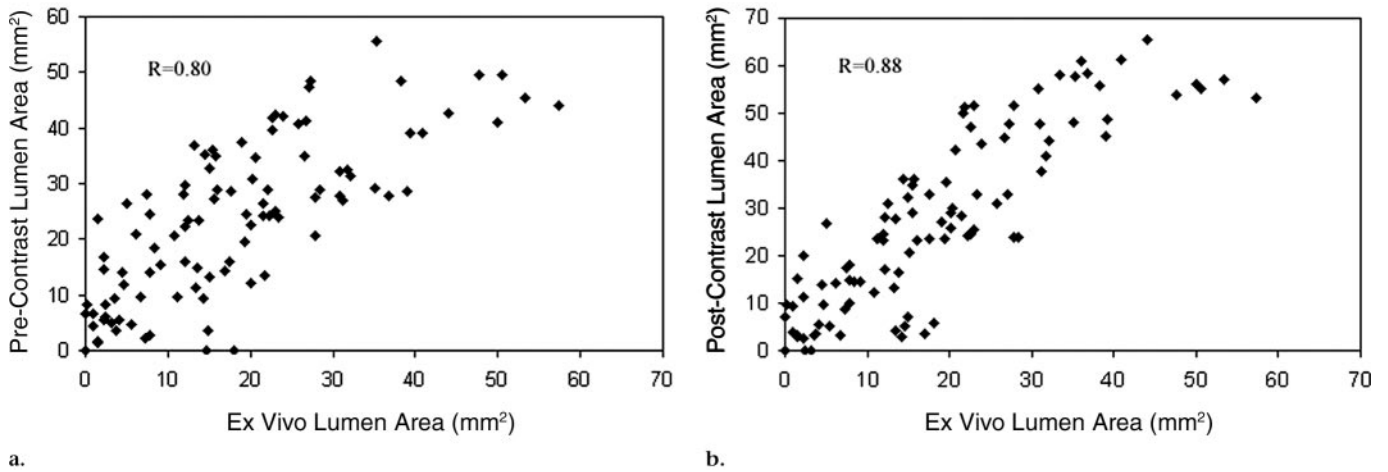 Pre-Contrast Lumen Area (mm²)
60
50
40
30
20
10
0
R=0.80
0 10 20 30 40 50 60 70
Ex Vivo Lumen Area (mm²)
a.
Post-Contrast Lumen Area (mm²)
70
60
50
40
30
20
10
0
R=0.88
0 10 20 30 40 50 60 70
Ex Vivo Lumen Area (mm²)
b.